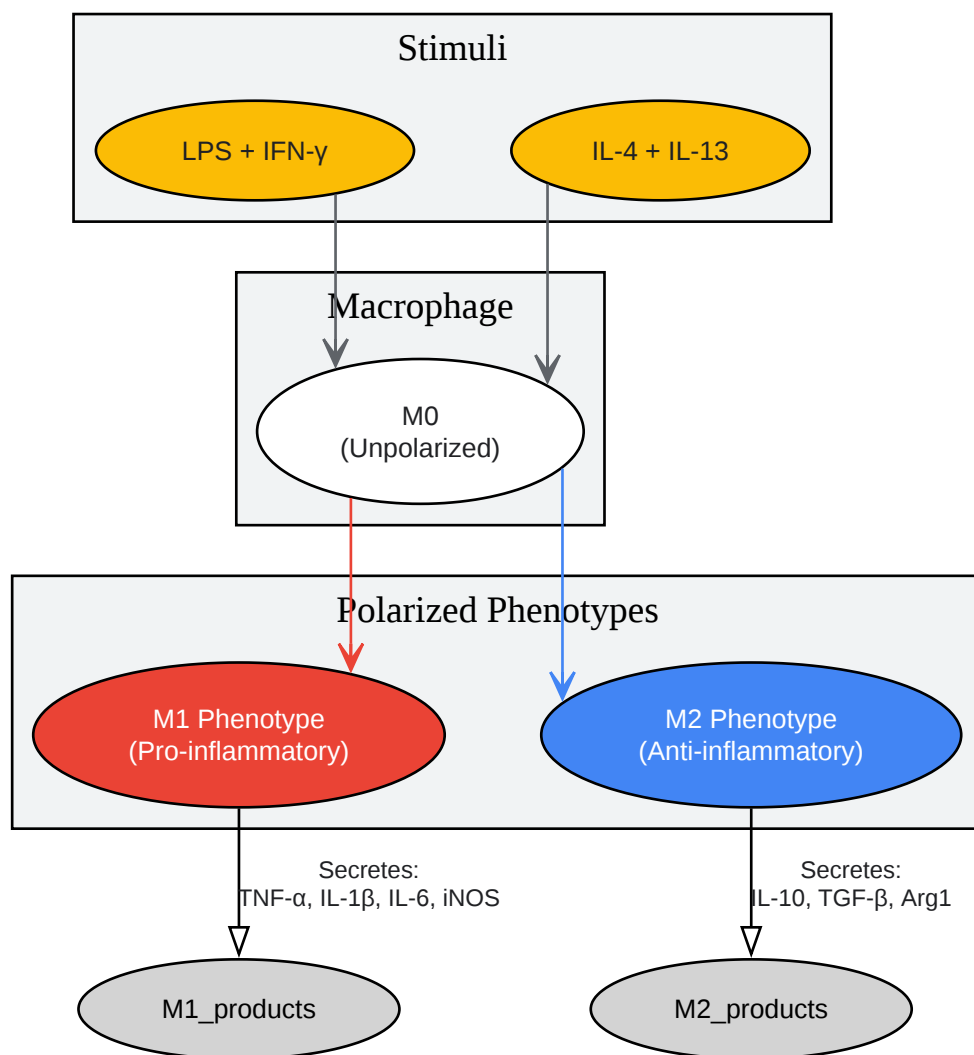 Stimuli
LPS + IFN-γ
IL-4 + IL-13
Macrophage
M0
(Unpolarized)
Polarized Phenotypes
M1 Phenotype
(Pro-inflammatory)
M2 Phenotype
(Anti-inflammatory)
Secretes:
TNF-α, IL-1β, IL-6, iNOS
Secretes:
IL-10, TGF-β, Arg1
M1_products
M2_products